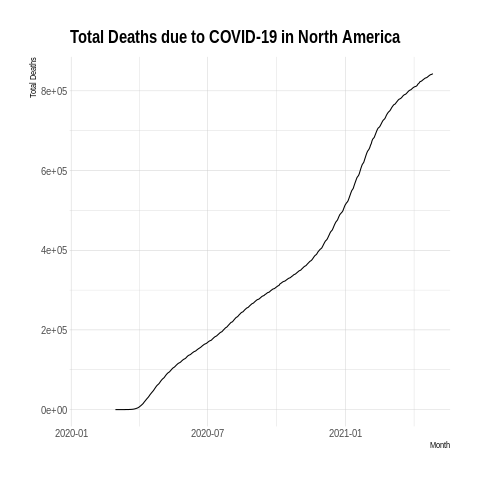 Total Deaths due to COVID-19 in North America
Total Deaths
8e+05
6e+05
4e+05
2e+05
0e+00
2020-01
2020-07
2021-01
Month